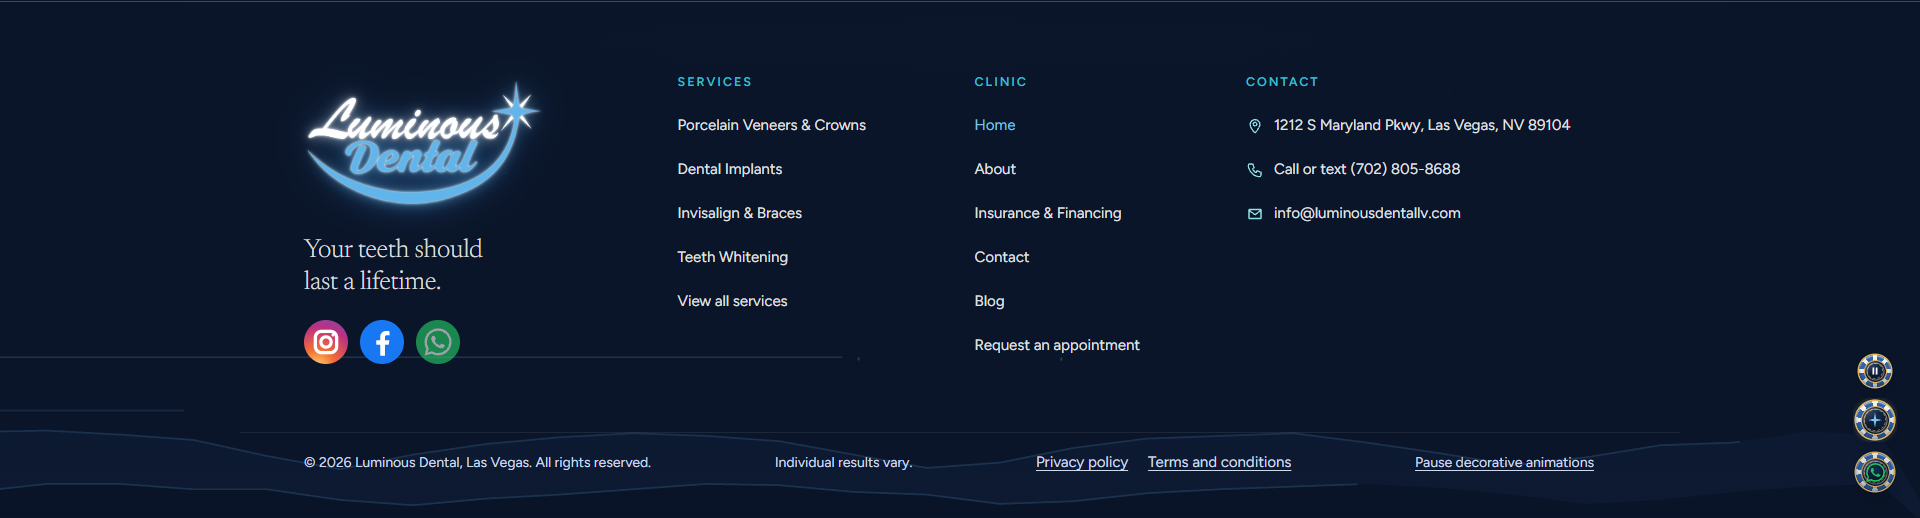 Luminous
Dental
Your teeth should
last a lifetime.
SERVICES
Porcelain Veneers & Crowns
Dental Implants
Invisalign & Braces
Teeth Whitening
View all services
CLINIC
Home
About
Insurance & Financing
Contact
Blog
Request an appointment
CONTACT
1212 S Maryland Pkwy, Las Vegas, NV 89104
Call or text (702) 805-8688
info@luminousdentallv.com
© 2026 Luminous Dental, Las Vegas. All rights reserved.
Individual results vary.
Privacy policy
Terms and conditions
Pause decorative animations